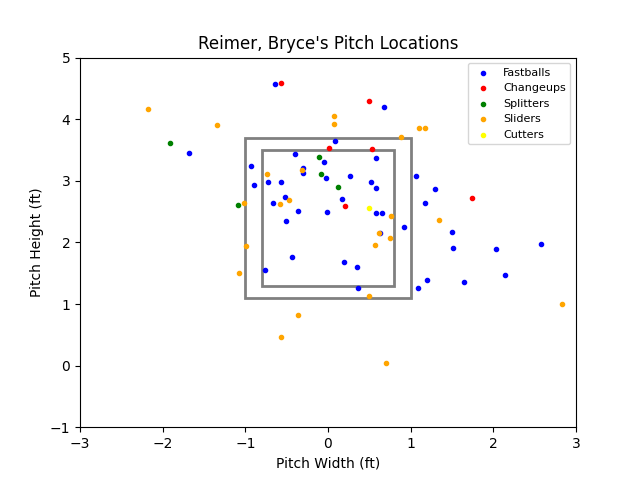 Reimer, Bryce's Pitch Locations
5
4
3
2
1
0
−1
Pitch Height (ft)
Fastballs
Changeups
Splitters
Sliders
Cutters
−3 −2 −1 0 1 2 3
Pitch Width (ft)